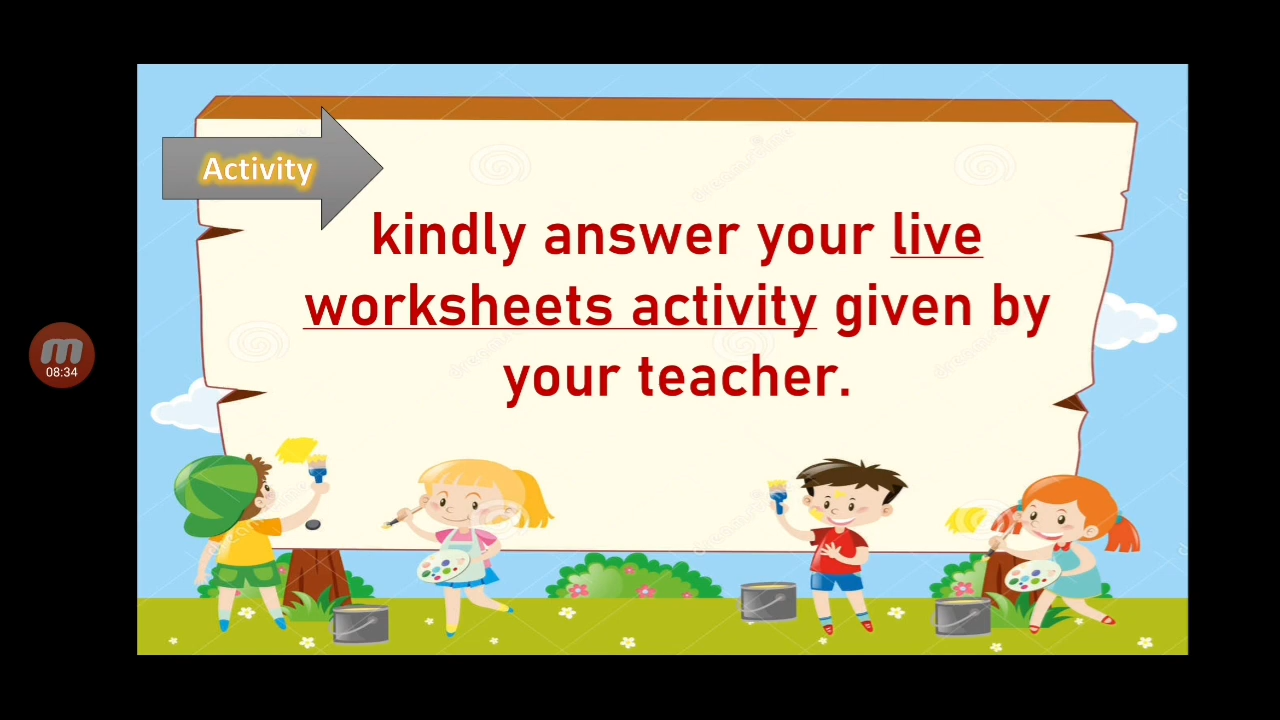 Activity
kindly answer your live
worksheets activity given by
your teacher.
08:34